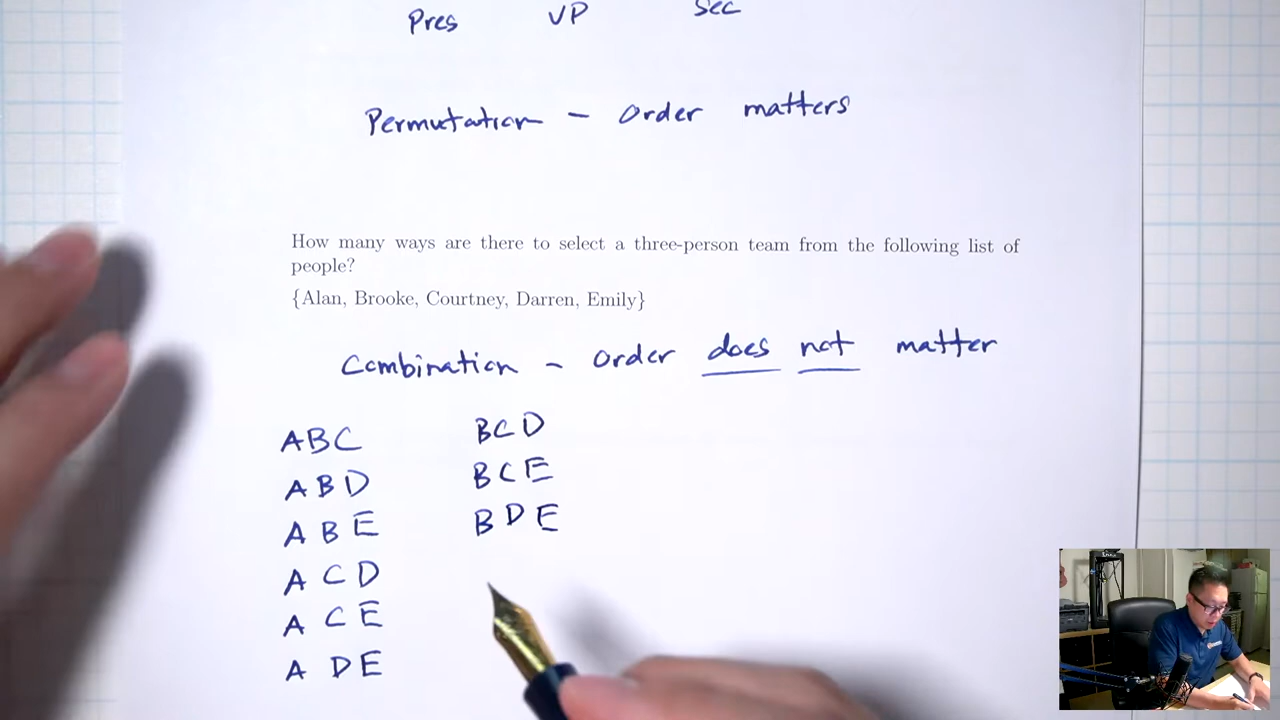 Pres VP Sec
Permutation - Order matters
How many ways are there to select a three-person team from the following list of
people?
{Alan, Brooke, Courtney, Darren, Emily}
Combination - Order does not matter
ABC
ABD
ABE
ACD
ACE
ADE
BCD
BCE
BDE